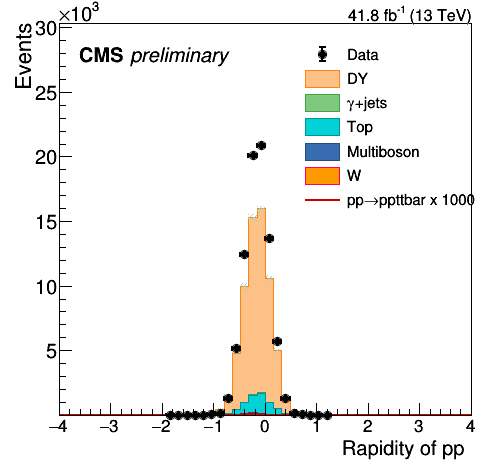 ×10³
41.8 fb⁻¹ (13 TeV)
Events
CMS preliminary
Data
DY
γ+jets
Top
Multiboson
W
pp→ppttbar x 1000
30
25
20
15
10
5
−4 −3 −2 −1 0 1 2 3 4
Rapidity of pp